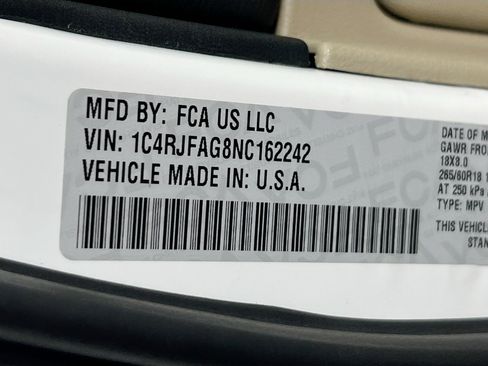 MFD BY: FCA US LLC
VIN: 1C4RJFAG8NC162242
VEHICLE MADE IN: U.S.A.
DATE OF M
GAWR FRO
18X8.0
265/60R18 1
AT 250 kPa
TYPE: MPV
THIS VEHICL
STAN